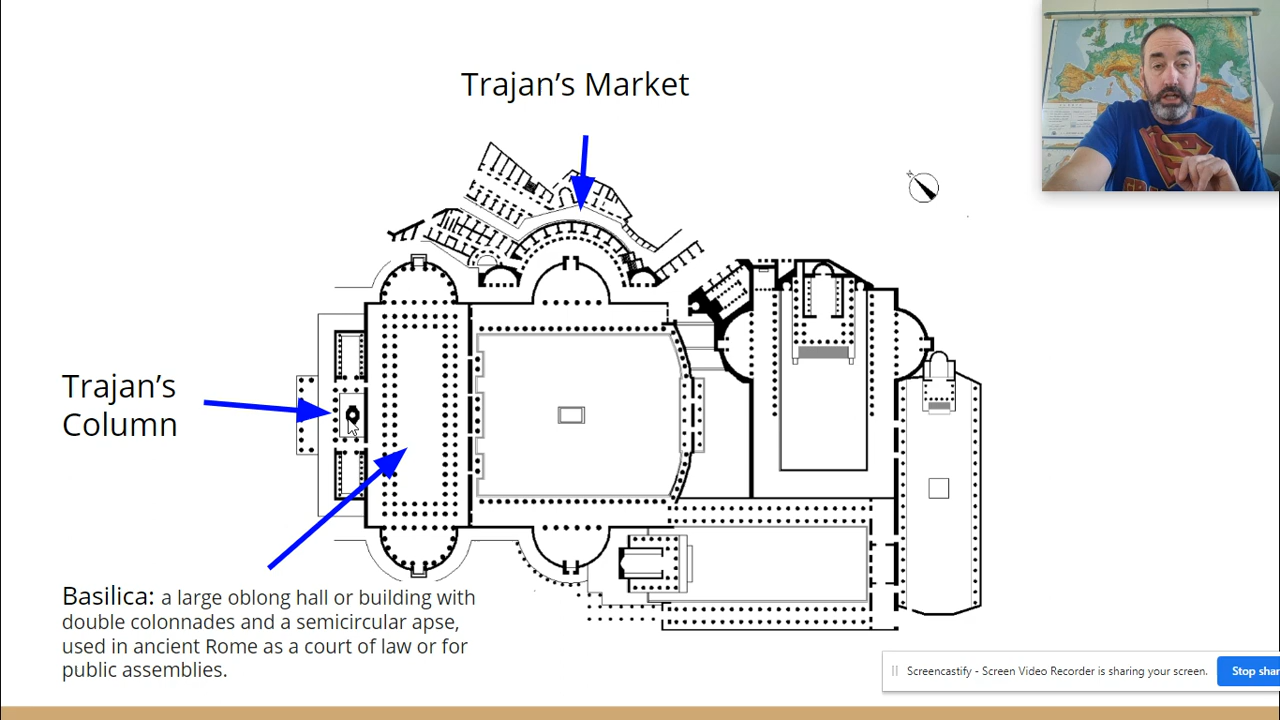 Trajan's Market
N
Trajan's
Column
Basilica: a large oblong hall or building with
double colonnades and a semicircular apse,
used in ancient Rome as a court of law or for
public assemblies.
Screencastify - Screen Video Recorder is sharing your screen.
Stop shar